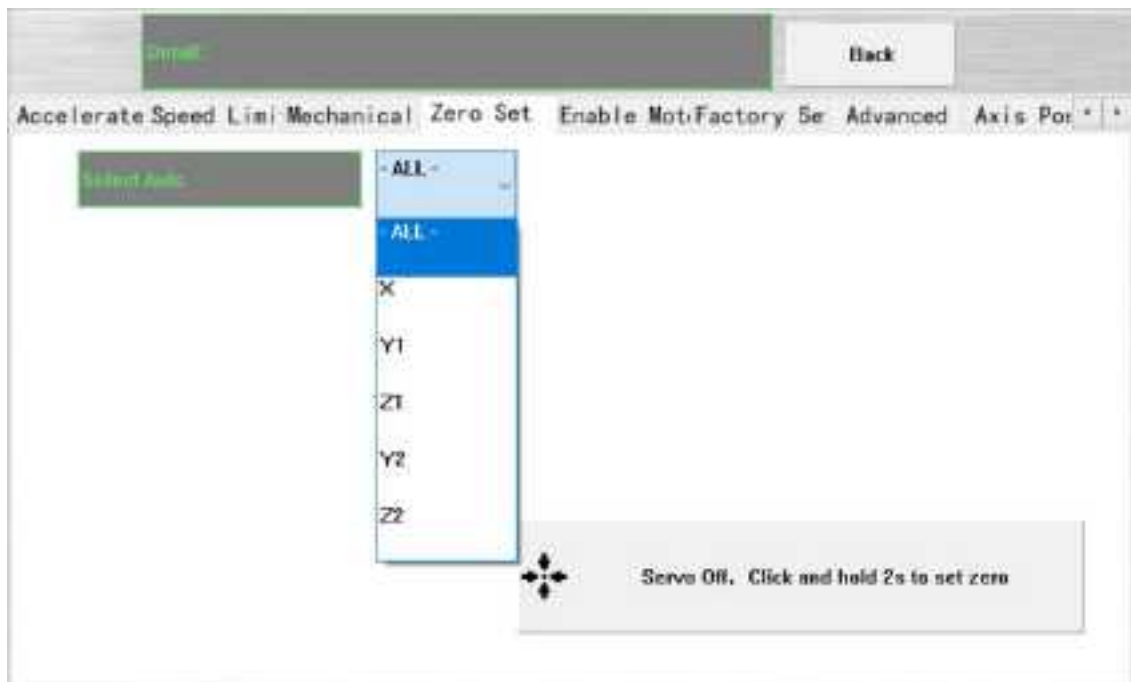 Detail
Back
Accelerate Speed Limi Mechanical Zero Set Enable Mot Factory Se Advanced Axis Pos
Select Axis
- ALL -
- ALL -
X
Y1
Z1
Y2
Z2
Servo Off, Click and hold 2s to set zero